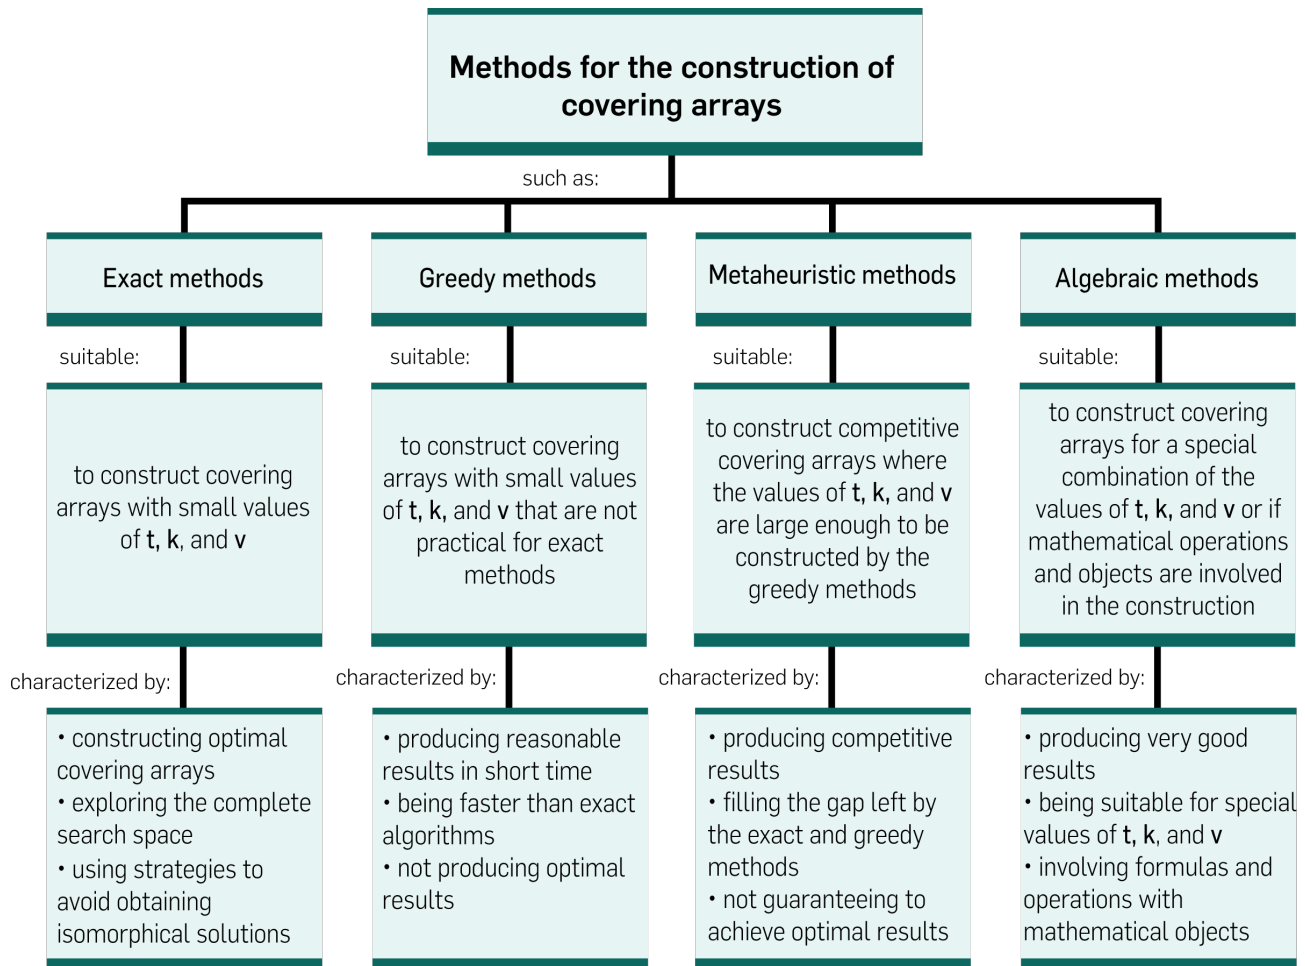 Methods for the construction of
covering arrays
such as:
Exact methods
Greedy methods
Metaheuristic methods
Algebraic methods
suitable:
suitable:
suitable:
suitable:
to construct covering
arrays with small values
of t, k, and v
to construct covering
arrays with small values
of t, k, and v that are not
practical for exact
methods
to construct competitive
covering arrays where
the values of t, k, and v
are large enough to be
constructed by the
greedy methods
to construct covering
arrays for a special
combination of the
values of t, k, and v or if
mathematical operations
and objects are involved
in the construction
characterized by:
characterized by:
characterized by:
characterized by:
• constructing optimal
covering arrays
• exploring the complete
search space
• using strategies to
avoid obtaining
isomorphical solutions
• producing reasonable
results in short time
• being faster than exact
algorithms
• not producing optimal
results
• producing competitive
results
• filling the gap left by
the exact and greedy
methods
• not guaranteeing to
achieve optimal results
• producing very good
results
• being suitable for special
values of t, k, and v
• involving formulas and
operations with
mathematical objects